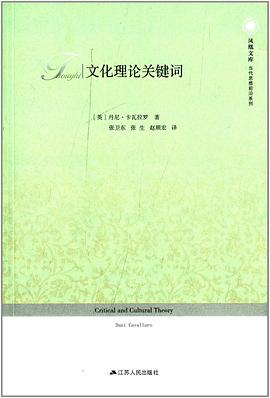 凤凰文库
当代思想前沿系列
Thought
文化理论关键词
[英] 丹尼·卡瓦拉罗 著
张卫东 张生 赵顺宏 译
Critical and Cultural Theory
Dani Cavallaro
江苏人民出版社